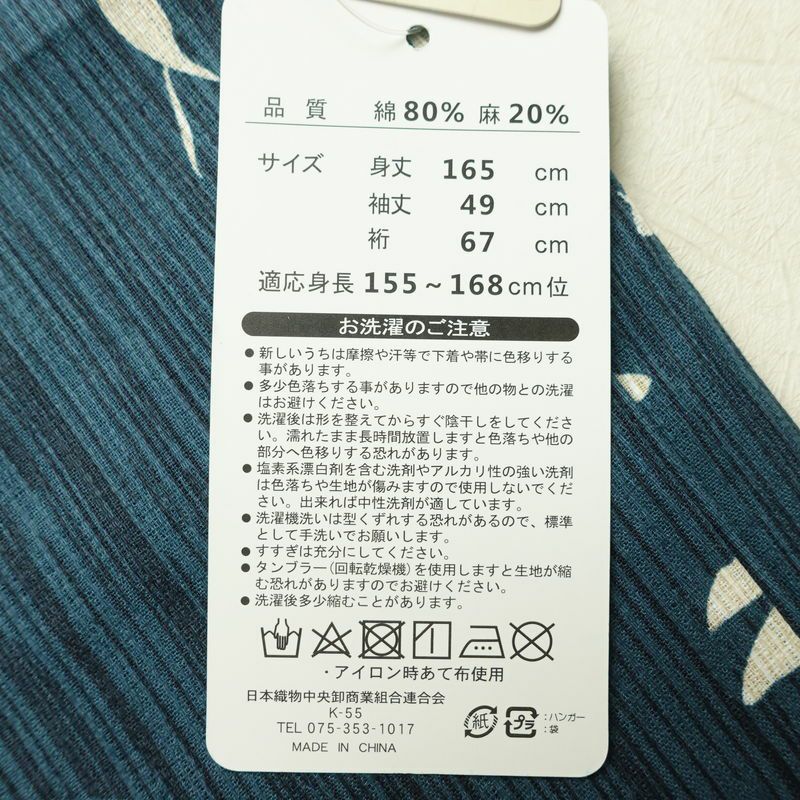 品 質 綿 80% 麻 20%
サイズ 身丈 165 cm
袖丈 49 cm
裄 67 cm
適応身長 155～168cm位
お洗濯のご注意
●新しいうちは摩擦や汗等で下着や帯に色移りする
事があります。
●多少色落ちする事がありますので他の物との洗濯
はお避けください。
●洗濯後は形を整えてからすぐ陰干しをしてくださ
い。濡れたまま長時間放置しますと色落ちや他の
部分へ色移りする恐れがあります。
●塩素系漂白剤を含む洗剤やアルカリ性の強い洗剤
は色落ちや生地が傷みますので使用しないでくだ
さい。出来れば中性洗剤が適しています。
●洗濯機洗いは型くずれする恐れがあるので、標準
として手洗いでお願いします。
●すすぎは充分にしてください。
●タンブラー(回転乾燥機)を使用しますと生地が縮
む恐れがありますのでお避けください。
●洗濯後多少縮むことがあります。
・アイロン時あて布使用
日本織物中央卸商業組合連合会
K-55
TEL 075-353-1017
MADE IN CHINA
紙 プラ :ハンガー
:袋